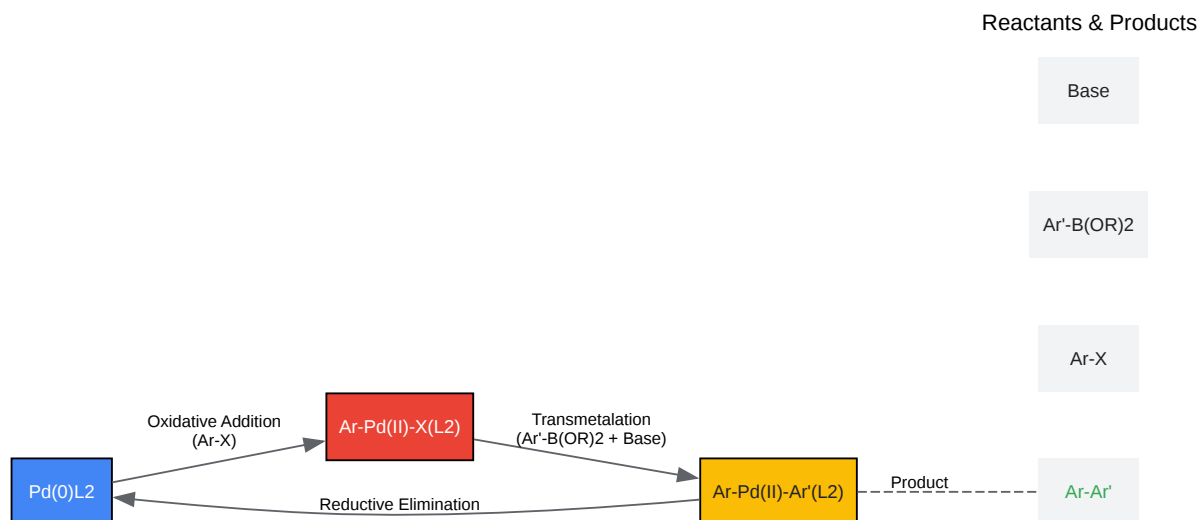 Reactants & Products
Base
Ar'-B(OR)2
Ar-X
Oxidative Addition
(Ar-X)
Ar-Pd(II)-X(L2)
Transmetalation
(Ar'-B(OR)2 + Base)
Pd(0)L2
Reductive Elimination
Ar-Pd(II)-Ar'(L2)
Product
Ar-Ar'